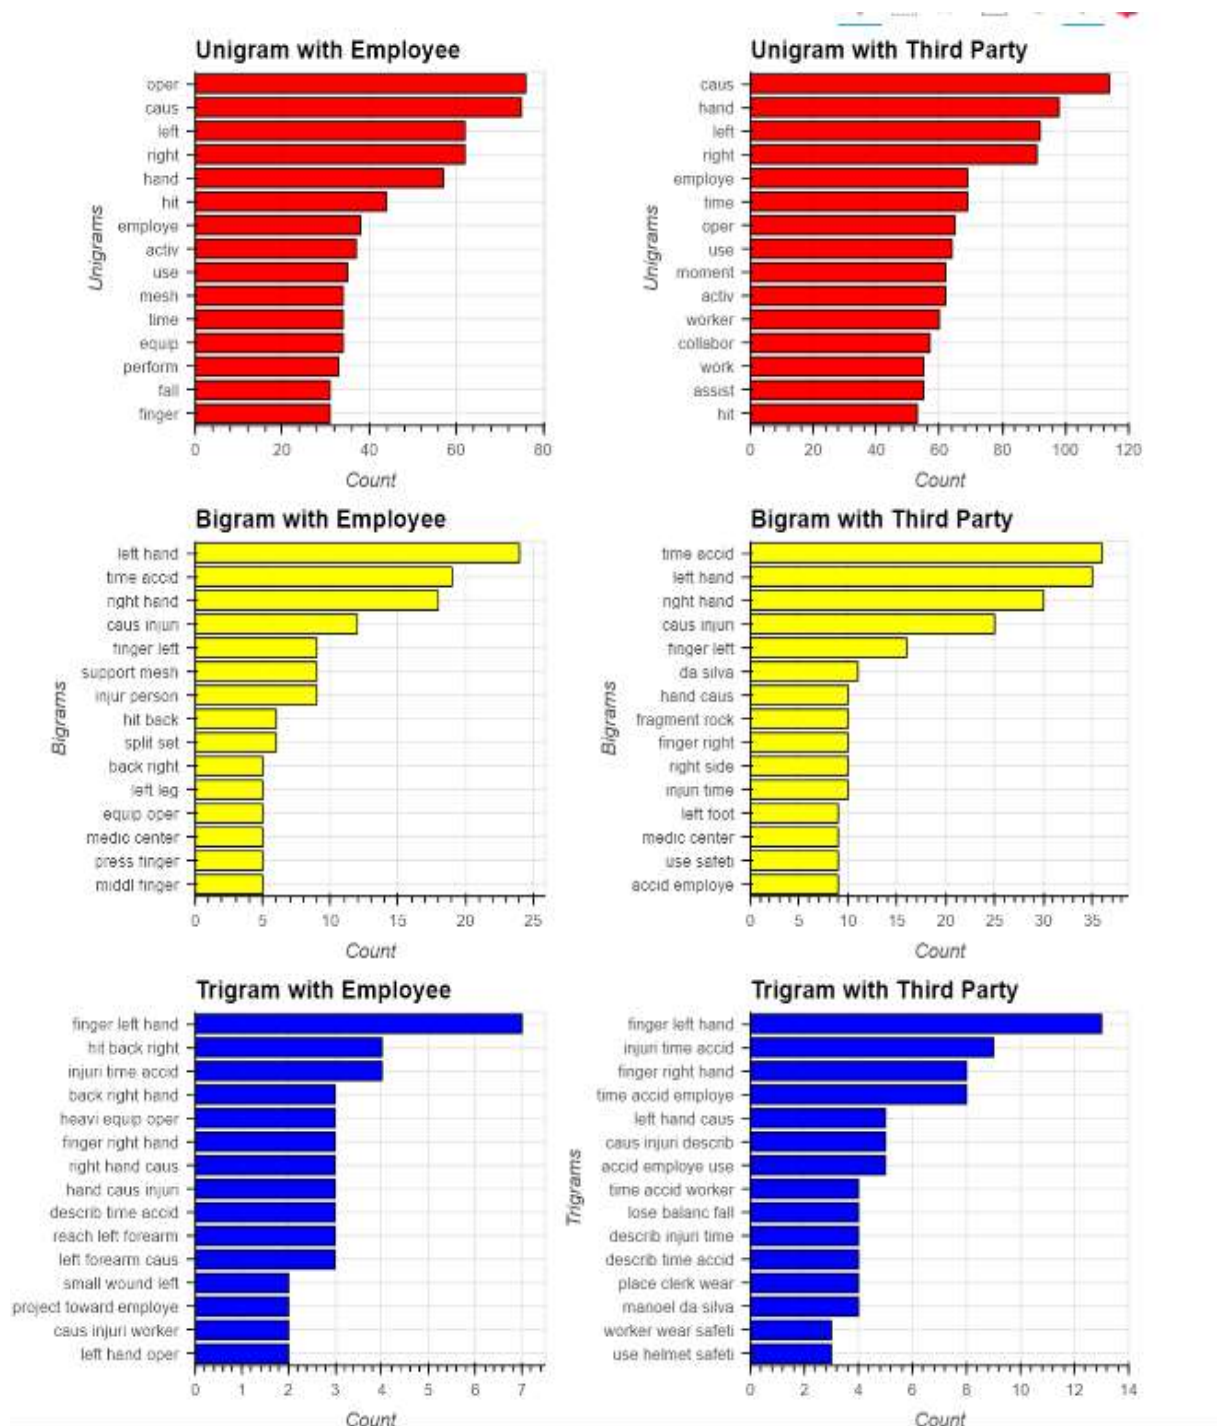 Unigram with Employee
oper
caus
left
right
hand
hit
employe
activ
use
mesh
time
equip
perform
fall
finger
Unigrams
0 20 40 60 80
Count
Unigram with Third Party
caus
hand
left
right
employe
time
oper
use
moment
activ
worker
collabor
work
assist
hit
Unigrams
0 20 40 60 80 100 120
Count
Bigram with Employee
left hand
time accid
right hand
caus injuri
finger left
support mesh
injur person
hit back
split set
back right
left leg
equip oper
medic center
press finger
middl finger
Bigrams
0 5 10 15 20 25
Count
Bigram with Third Party
time accid
left hand
right hand
caus injuri
finger left
da silva
hand caus
fragment rock
finger right
right side
injuri time
left foot
medic center
use safeti
accid employe
Bigrams
0 5 10 15 20 25 30 35
Count
Trigram with Employee
finger left hand
hit back right
injuri time accid
back right hand
heavi equip oper
finger right hand
right hand caus
hand caus injuri
describ time accid
reach left forearm
left forearm caus
small wound left
project toward employe
caus injuri worker
left hand oper
0 1 2 3 4 5 6 7
Count
Trigram with Third Party
finger left hand
injuri time accid
finger right hand
time accid employe
left hand caus
caus injuri describ
accid employe use
time accid worker
lose balanc fall
describ injuri time
describ time accid
place clerk wear
manoel da silva
worker wear safeti
use helmet safeti
Trigrams
0 2 4 6 8 10 12 14
Count